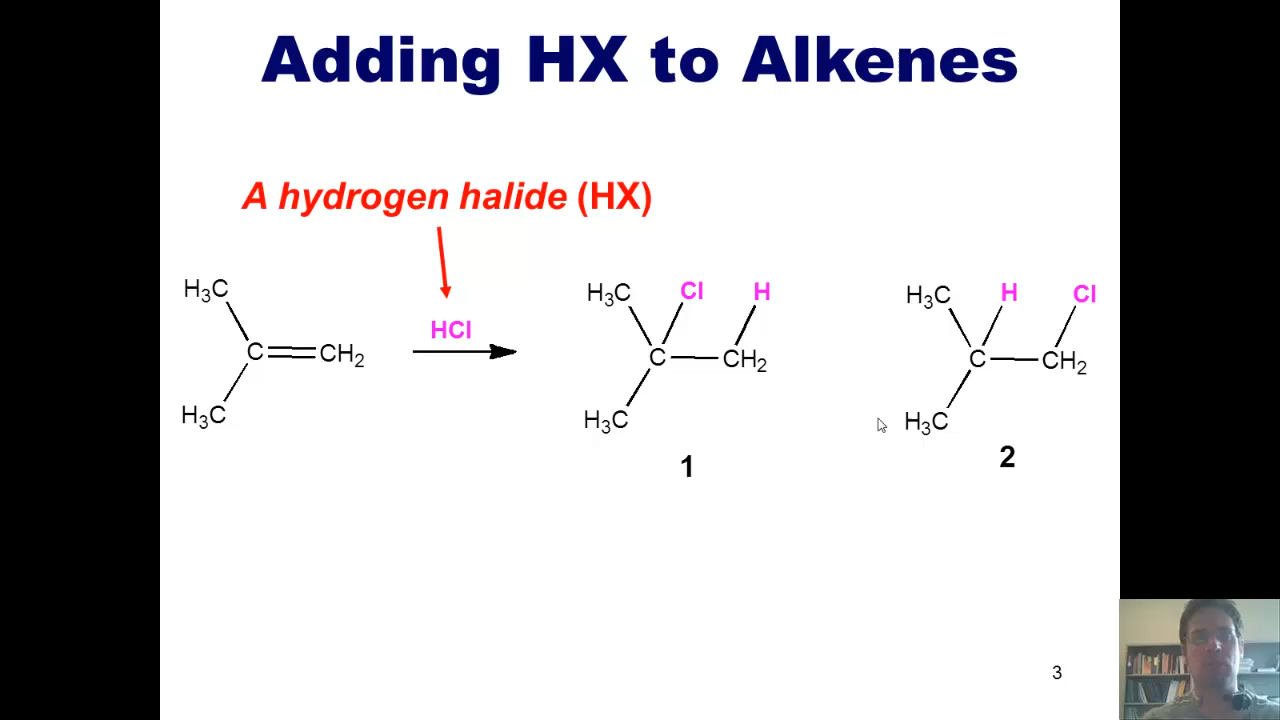 Adding HX to Alkenes
A hydrogen halide (HX)
H₃C
H₃C
C
CH₂
HCl
H₃C
H₃C
Cl
H
C
CH₂
1
H₃C
H₃C
H
Cl
C
CH₂
2
3